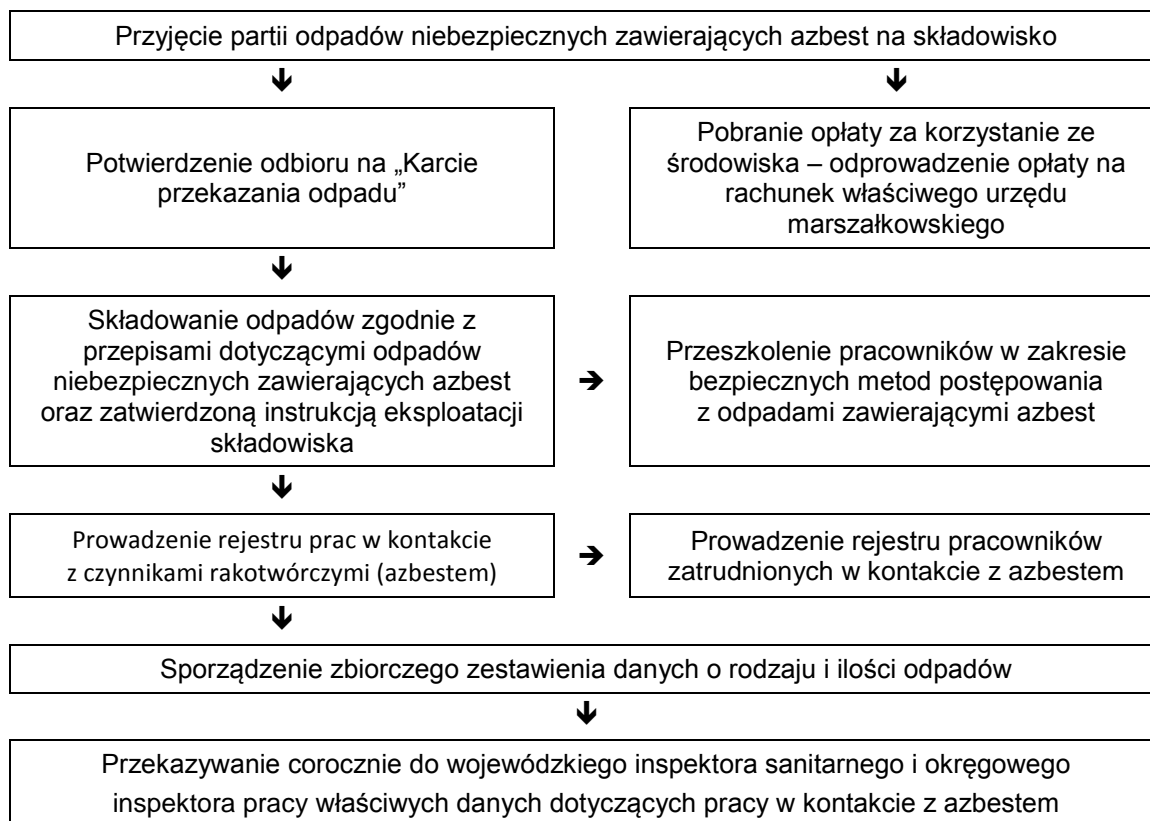 Przyjęcie partii odpadów niebezpiecznych zawierających azbest na składowisko
Potwierdzenie odbioru na „Karcie
przekazania odpadu”
Pobranie opłaty za korzystanie ze
środowiska – odprowadzenie opłaty na
rachunek właściwego urzędu
marszałkowskiego
Składowanie odpadów zgodnie z
przepisami dotyczącymi odpadów
niebezpiecznych zawierających azbest
oraz zatwierdzoną instrukcją eksploatacji
składowiska
Przeszkolenie pracowników w zakresie
bezpiecznych metod postępowania
z odpadami zawierającymi azbest
Prowadzenie rejestru prac w kontakcie
z czynnikami rakotwórczymi (azbestem)
Prowadzenie rejestru pracowników
zatrudnionych w kontakcie z azbestem
Sporządzenie zbiorczego zestawienia danych o rodzaju i ilości odpadów
Przekazywanie corocznie do wojewódzkiego inspektora sanitarnego i okręgowego
inspektora pracy właściwych danych dotyczących pracy w kontakcie z azbestem